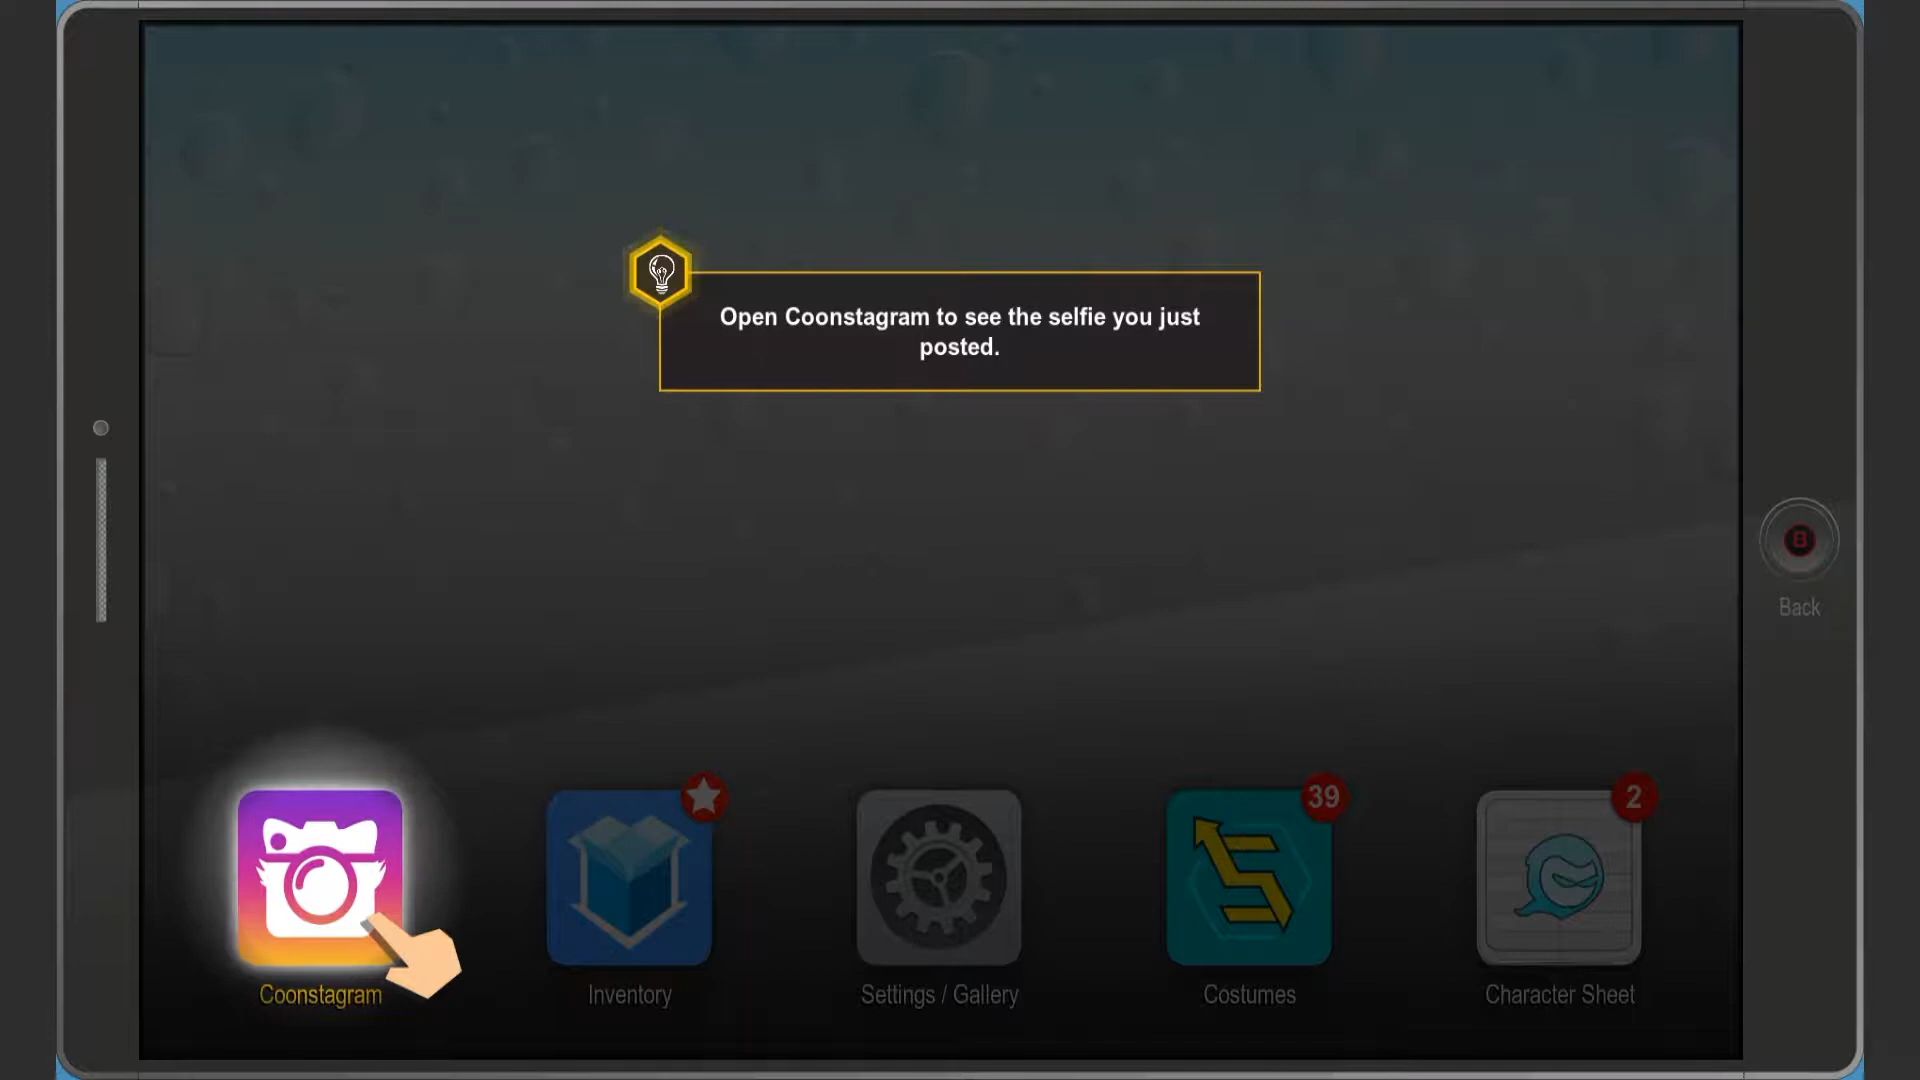 Open Coonstagram to see the selfie you just
posted.
B
Back
39
2
Coonstagram
Inventory
Settings / Gallery
Costumes
Character Sheet